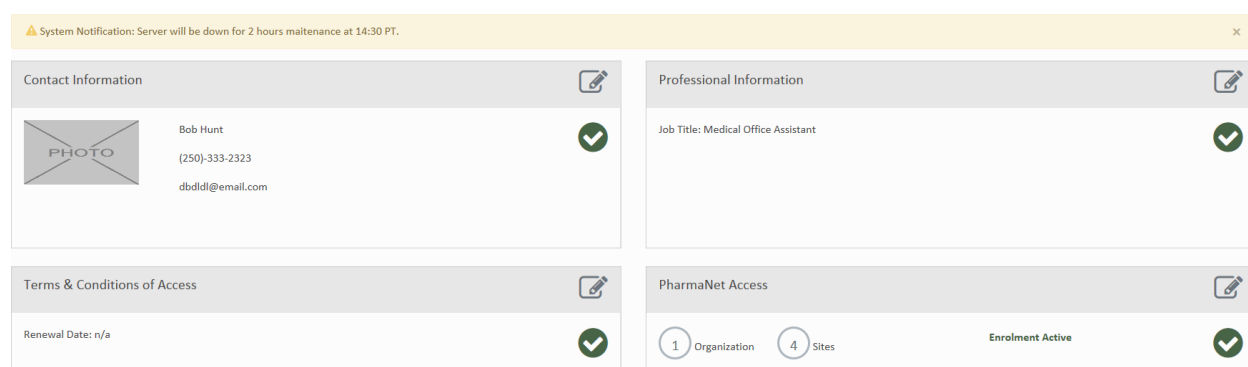 System Notification: Server will be down for 2 hours maitenance at 14:30 PT.
×
Contact Information
Professional Information
PHOTO
Bob Hunt
(250)-333-2323
dbdldl@email.com
Job Title: Medical Office Assistant
Terms & Conditions of Access
PharmaNet Access
Renewal Date: n/a
1 Organization
4 Sites
Enrolment Active